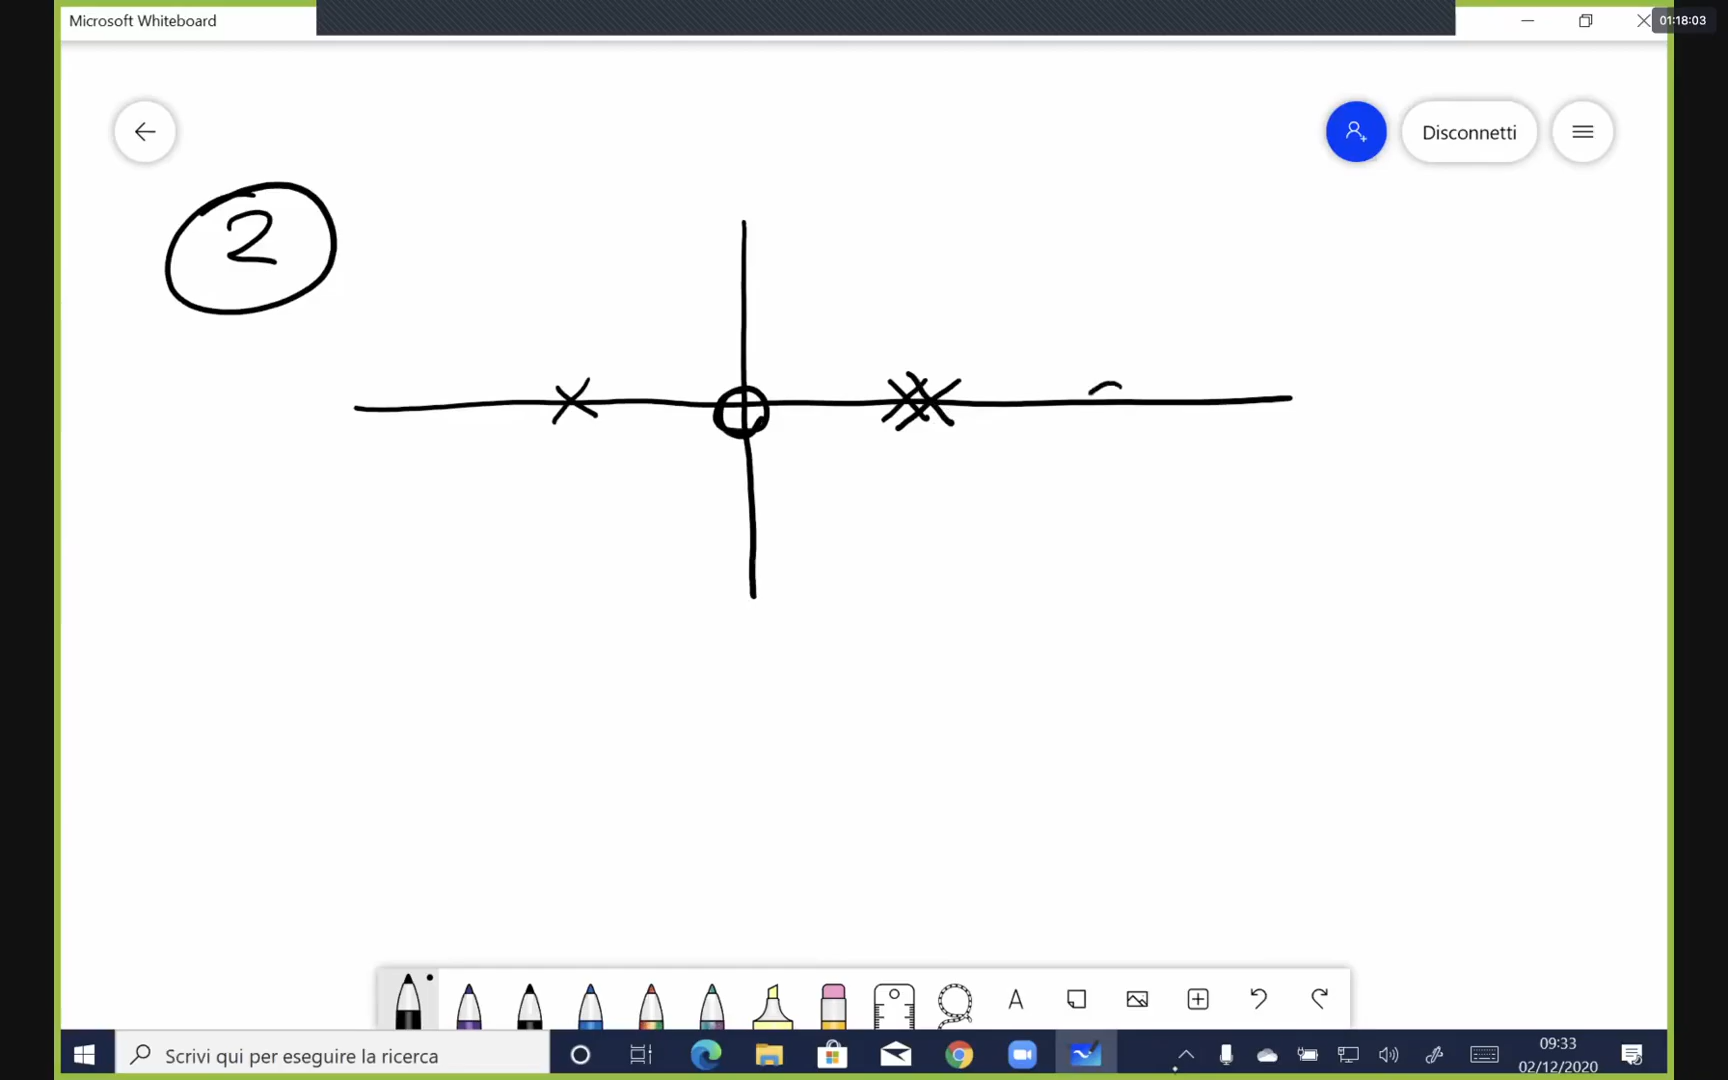 Microsoft Whiteboard
01:18:03
Disconnetti
2
A
Scrivi qui per eseguire la ricerca
09:33
02/12/2020